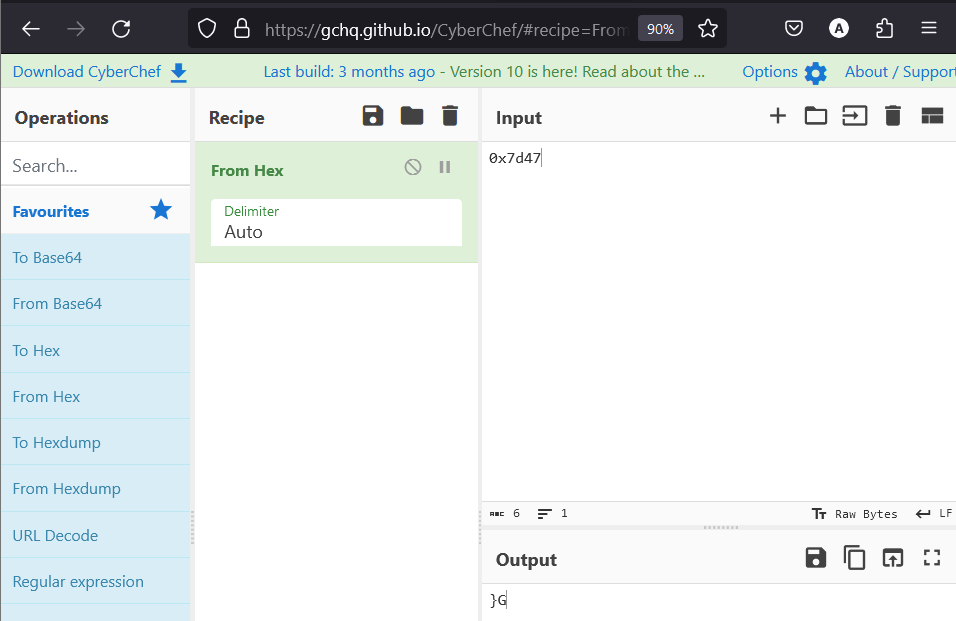 https://gchq.github.io/CyberChef/#recipe=From
90%
A
Download CyberChef
Last build: 3 months ago - Version 10 is here! Read about the ...
Options
About / Support
Operations
Search...
Favourites
To Base64
From Base64
To Hex
From Hex
To Hexdump
From Hexdump
URL Decode
Regular expression
Recipe
From Hex
Delimiter
Auto
Input
0x7d47
ABC 6
1
Tт Raw Bytes
LF
Output
}G